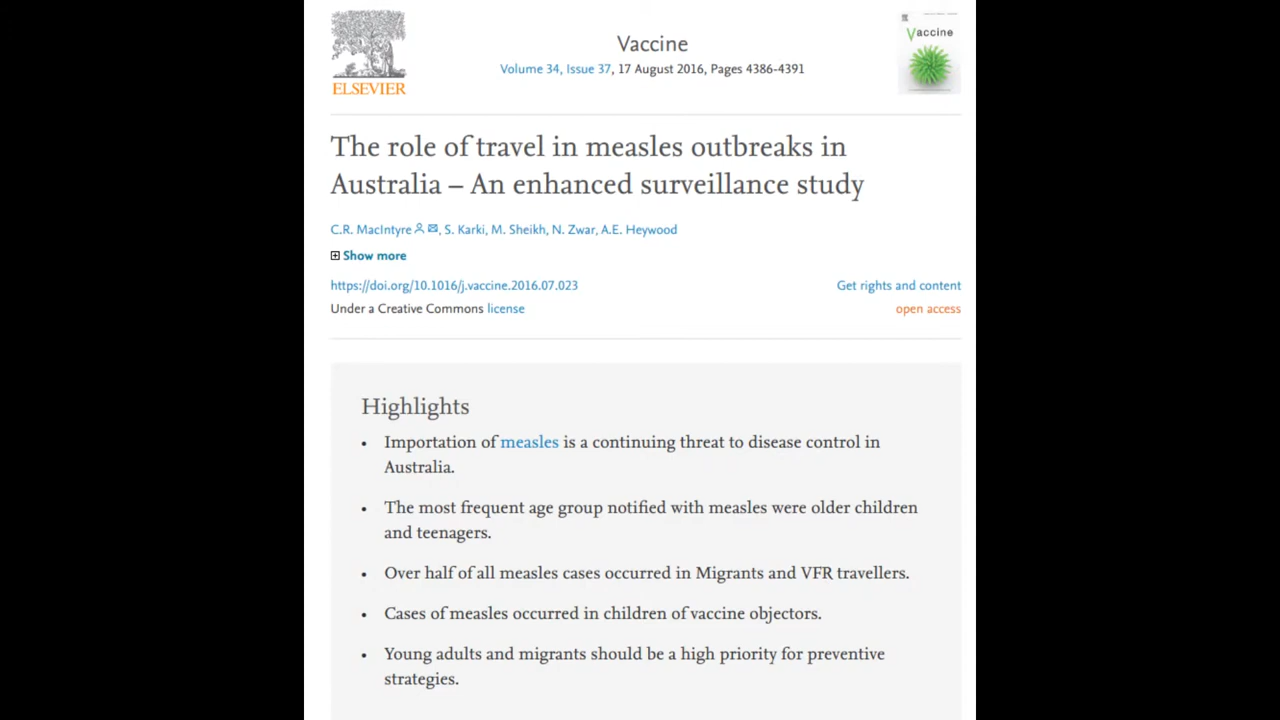 Vaccine
Volume 34, Issue 37, 17 August 2016, Pages 4386-4391
ELSEVIER
Vaccine
The role of travel in measles outbreaks in
Australia – An enhanced surveillance study
C.R. MacIntyre, S. Karki, M. Sheikh, N. Zwar, A.E. Heywood
Show more
https://doi.org/10.1016/j.vaccine.2016.07.023
Get rights and content
Under a Creative Commons license
open access
Highlights
• Importation of measles is a continuing threat to disease control in
Australia.
• The most frequent age group notified with measles were older children
and teenagers.
• Over half of all measles cases occurred in Migrants and VFR travellers.
• Cases of measles occurred in children of vaccine objectors.
• Young adults and migrants should be a high priority for preventive
strategies.